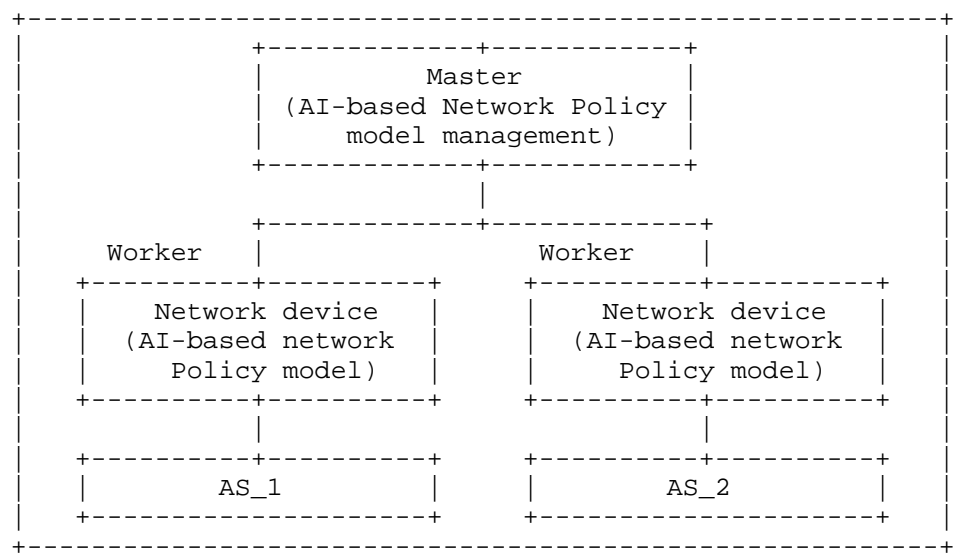 Master
(AI-based Network Policy
model management)
Worker Worker
Network device Network device
(AI-based network (AI-based network
Policy model) Policy model)
AS_1 AS_2